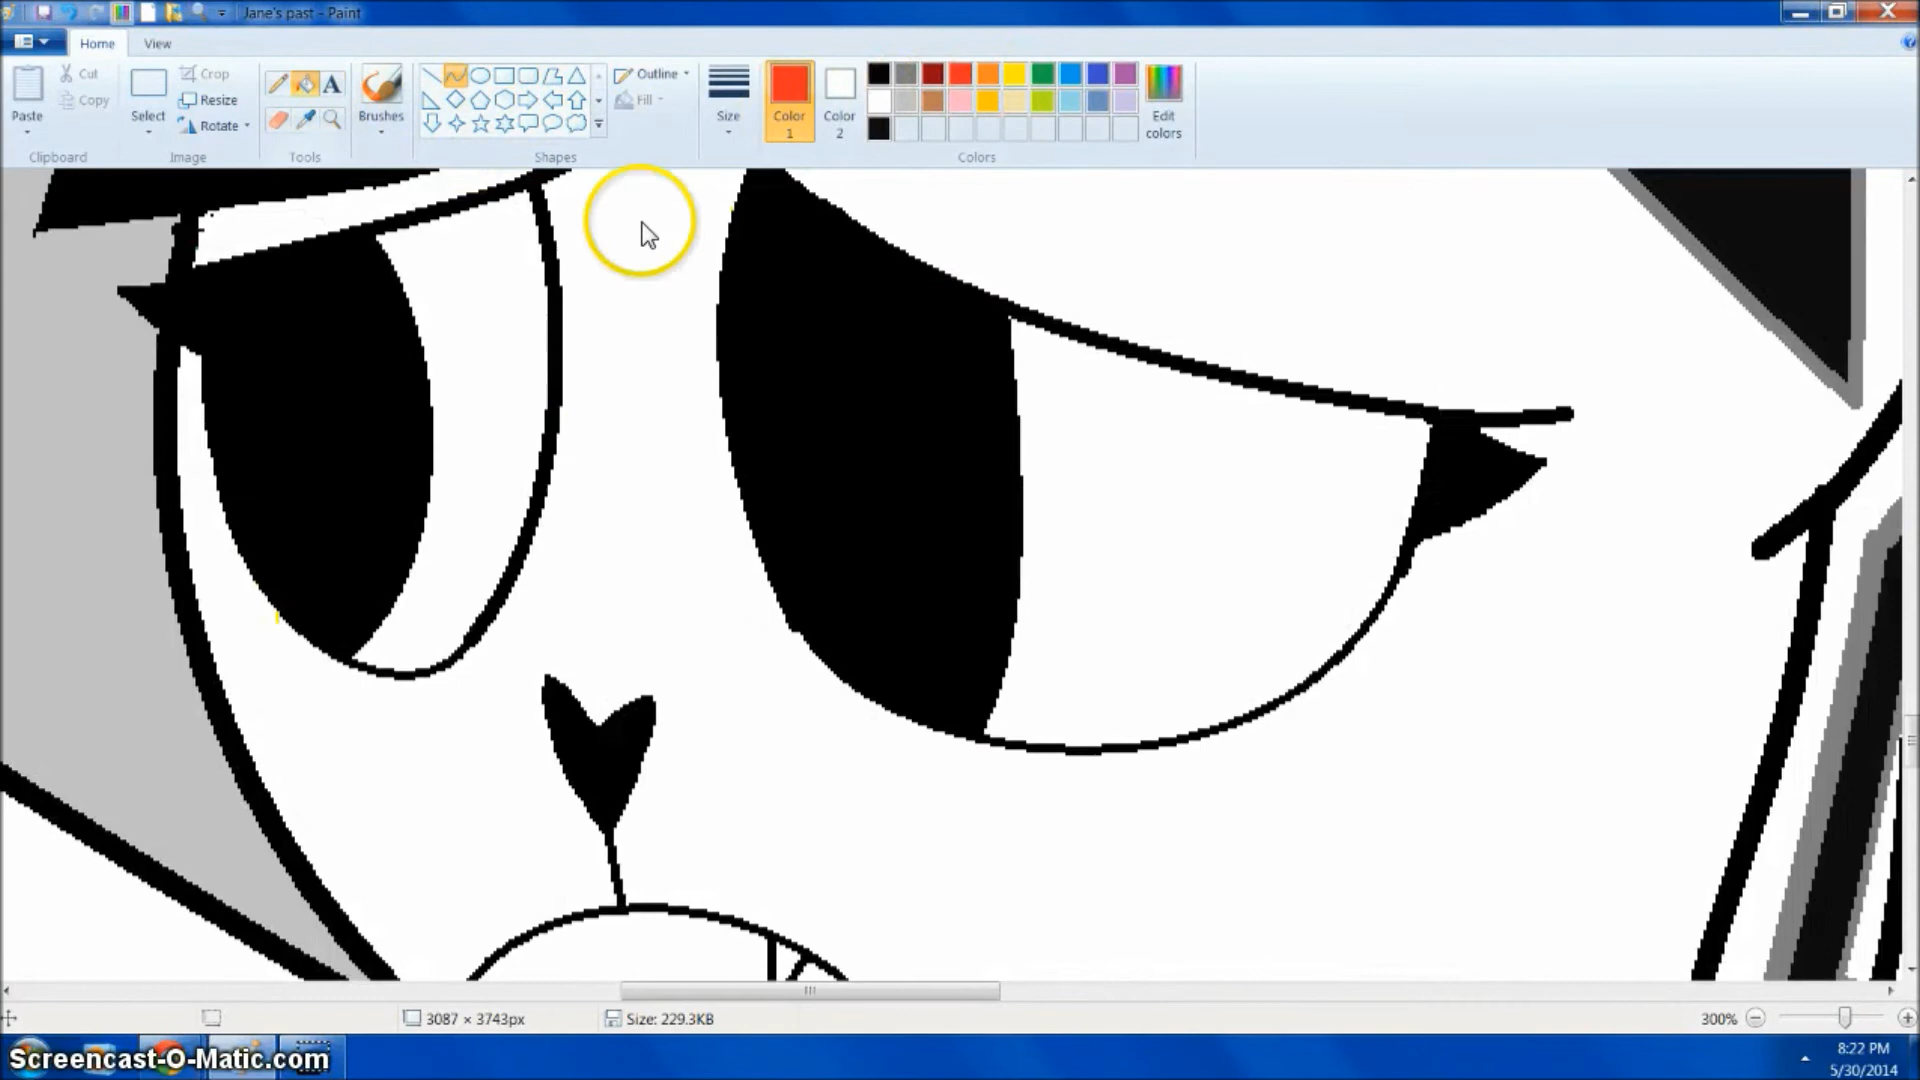 Jane's past - Paint
Home View
Paste
Cut
Copy
Select
Crop
Resize
Rotate
A
Brushes
Outline
Fill
Size
Color 1
Color 2
Edit colors
Clipboard Image Tools Shapes Colors
3087 × 3743px Size: 229.3KB 300%
Screencast-O-Matic.com
8:22 PM
5/30/2014